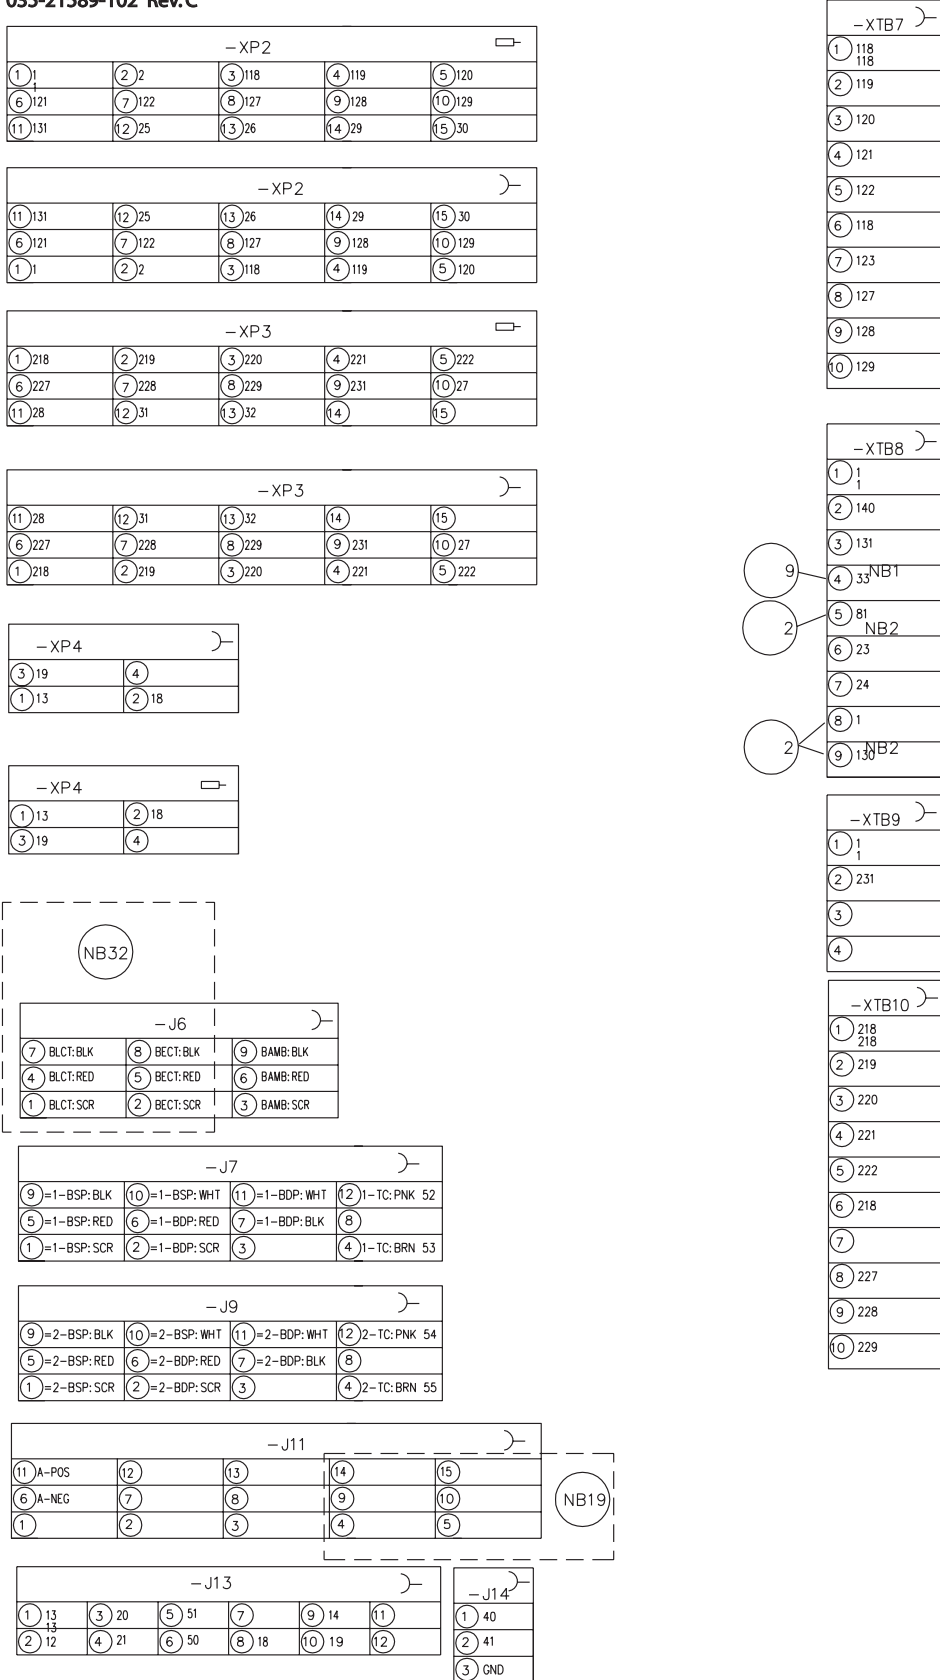 035-21589-102 Rev. C
-XP2
1 1 2 2 3 118 4 119 5 120
1
6 121 7 122 8 127 9 128 10 129
11 131 12 25 13 26 14 29 15 30
-XP2
11 131 12 25 13 26 14 29 15 30
6 121 7 122 8 127 9 128 10 129
1 1 2 2 3 118 4 119 5 120
-XP3
1 218 2 219 3 220 4 221 5 222
6 227 7 228 8 229 9 231 10 27
11 28 12 31 13 32 14 15
-XP3
11 28 12 31 13 32 14 15
6 227 7 228 8 229 9 231 10 27
1 218 2 219 3 220 4 221 5 222
-XP4
3 19 4
1 13 2 18
-XP4
1 13 2 18
3 19 4
NB32
-J6
7 BLCT:BLK 8 BECT:BLK 9 BAMB:BLK
4 BLCT:RED 5 BECT:RED 6 BAMB:RED
1 BLCT:SCR 2 BECT:SCR 3 BAMB:SCR
-J7
9 =1-BSP:BLK 10 =1-BSP:WHT 11 =1-BDP:WHT 12 1-TC:PNK 52
5 =1-BSP:RED 6 =1-BDP:RED 7 =1-BDP:BLK 8
1 =1-BSP:SCR 2 =1-BDP:SCR 3 4 1-TC:BRN 53
-J9
9 =2-BSP:BLK 10 =2-BSP:WHT 11 =2-BDP:WHT 12 2-TC:PNK 54
5 =2-BSP:RED 6 =2-BDP:RED 7 =2-BDP:BLK 8
1 =2-BSP:SCR 2 =2-BDP:SCR 3 4 2-TC:BRN 55
-J11
11 A-POS 12 13 14 15
6 A-NEG 7 8 9 10
1 2 3 4 5
NB19
-J13
1 13 3 20 5 51 7 9 14 11
13
2 12 4 21 6 50 8 18 10 19 12
-J14
1 40
2 41
3 GND
-XTB7
1 118
118
2 119
3 120
4 121
5 122
6 118
7 123
8 127
9 128
10 129
-XTB8
1 1
1
2 140
3 131
9 4 33 NB1
2 5 81 NB2
6 23
7 24
8 1
2 9 130 NB2
-XTB9
1 1
1
2 231
3
4
-XTB10
1 218
218
2 219
3 220
4 221
5 222
6 218
7
8 227
9 228
10 229